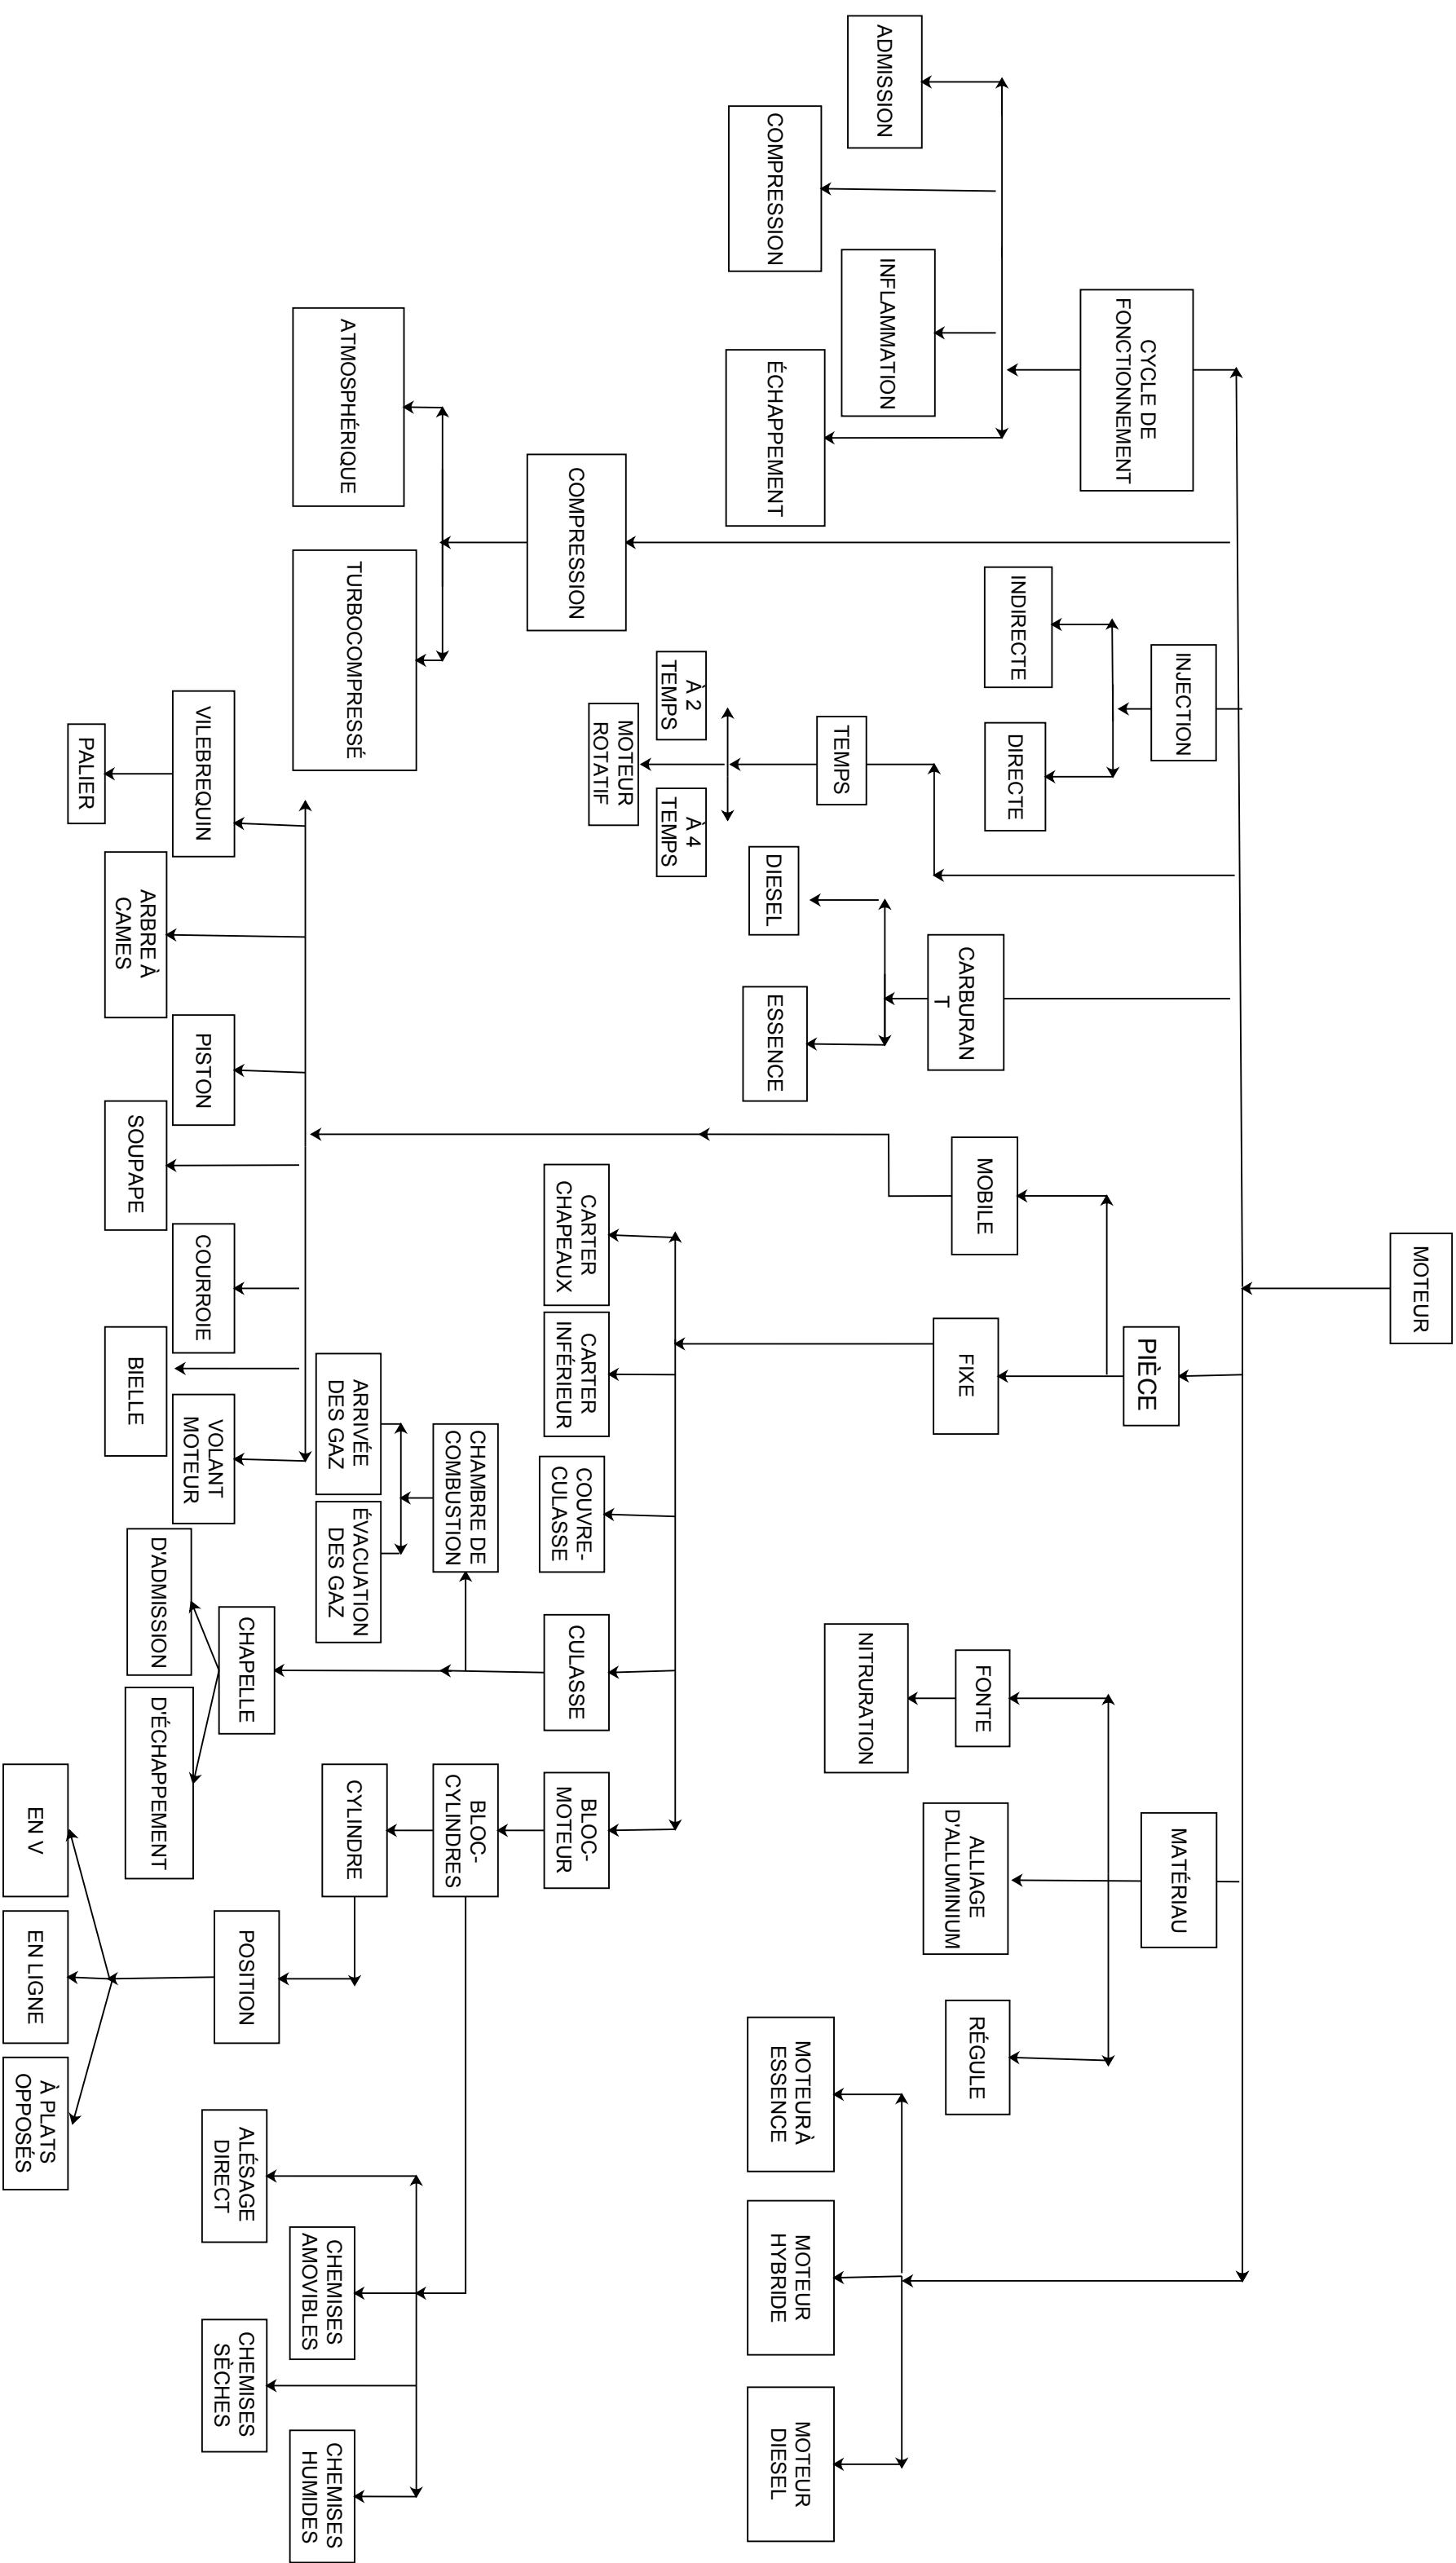 MOTEUR
CYCLE DE
FONCTIONNEMENT
INJECTION
PIÈCE
MATÉRIAU
ADMISSION
COMPRESSION
INFLAMMATION
ÉCHAPPEMENT
INDIRECTE
DIRECTE
COMPRESSION
ATMOSPHÉRIQUE
TURBOCOMPRESSÉ
TEMPS
À 2
TEMPS
MOTEUR
ROTATIF
À 4
TEMPS
CARBURAN
T
DIESEL
ESSENCE
MOBILE
FIXE
FONTE
NITRURATION
ALLIAGE
D'ALLUMINIUM
RÉGULE
MOTEURÀ
ESSENCE
MOTEUR
HYBRIDE
MOTEUR
DIESEL
CARTER
CHAPEAUX
CARTER
INFÉRIEUR
COUVRE-
CULASSE
CULASSE
BLOC-
MOTEUR
CHAMBRE DE
COMBUSTION
BLOC-
CYLINDRES
ARRIVÉE
DES GAZ
ÉVACUATION
DES GAZ
CYLINDRE
CHEMISES
AMOVIBLES
CHEMISES
HUMIDES
CHAPELLE
POSITION
ALÉSAGE
DIRECT
CHEMISES
SÈCHES
VILEBREQUIN
ARBRE À
CAMES
PISTON
SOUPAPE
COURROIE
BIELLE
VOLANT
MOTEUR
D'ADMISSION
D'ÉCHAPPEMENT
PALIER
EN V
EN LIGNE
À PLATS
OPPOSÉS